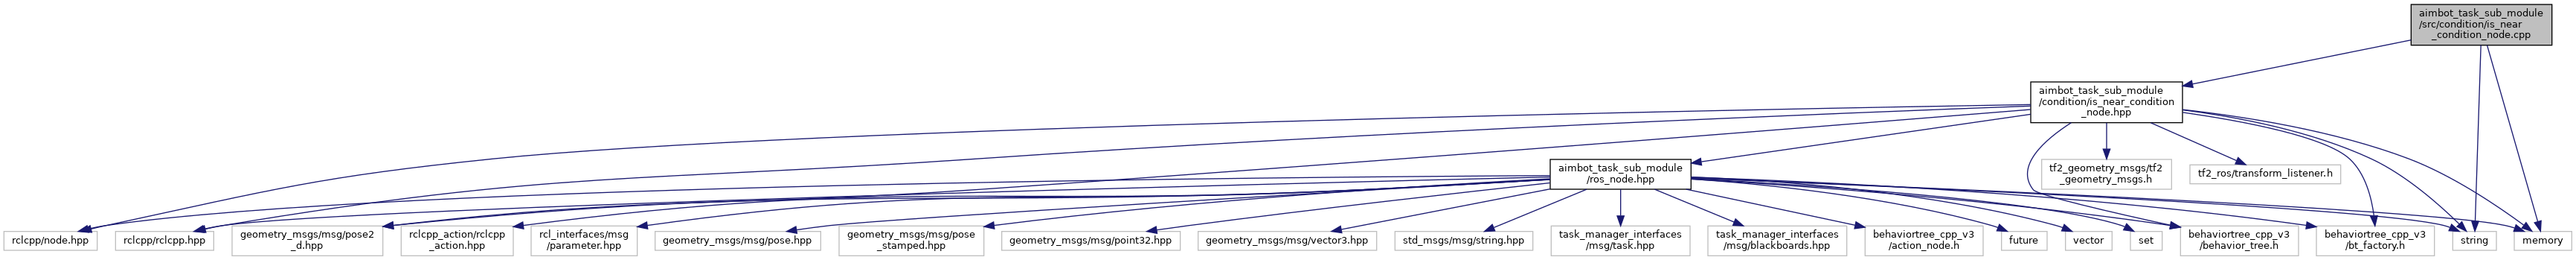 aimbot_task_sub_module
/src/condition/is_near
_condition_node.cpp
aimbot_task_sub_module
/condition/is_near_condition
_node.hpp
aimbot_task_sub_module
/ros_node.hpp
tf2_geometry_msgs/tf2
_geometry_msgs.h
tf2_ros/transform_listener.h
rclcpp/node.hpp
rclcpp/rclcpp.hpp
geometry_msgs/msg/pose2
_d.hpp
rclcpp_action/rclcpp
_action.hpp
rcl_interfaces/msg
/parameter.hpp
geometry_msgs/msg/pose.hpp
geometry_msgs/msg/pose
_stamped.hpp
geometry_msgs/msg/point32.hpp
geometry_msgs/msg/vector3.hpp
std_msgs/msg/string.hpp
task_manager_interfaces
/msg/task.hpp
task_manager_interfaces
/msg/blackboards.hpp
behaviortree_cpp_v3
/action_node.h
future
vector
set
behaviortree_cpp_v3
/behavior_tree.h
behaviortree_cpp_v3
/bt_factory.h
string
memory